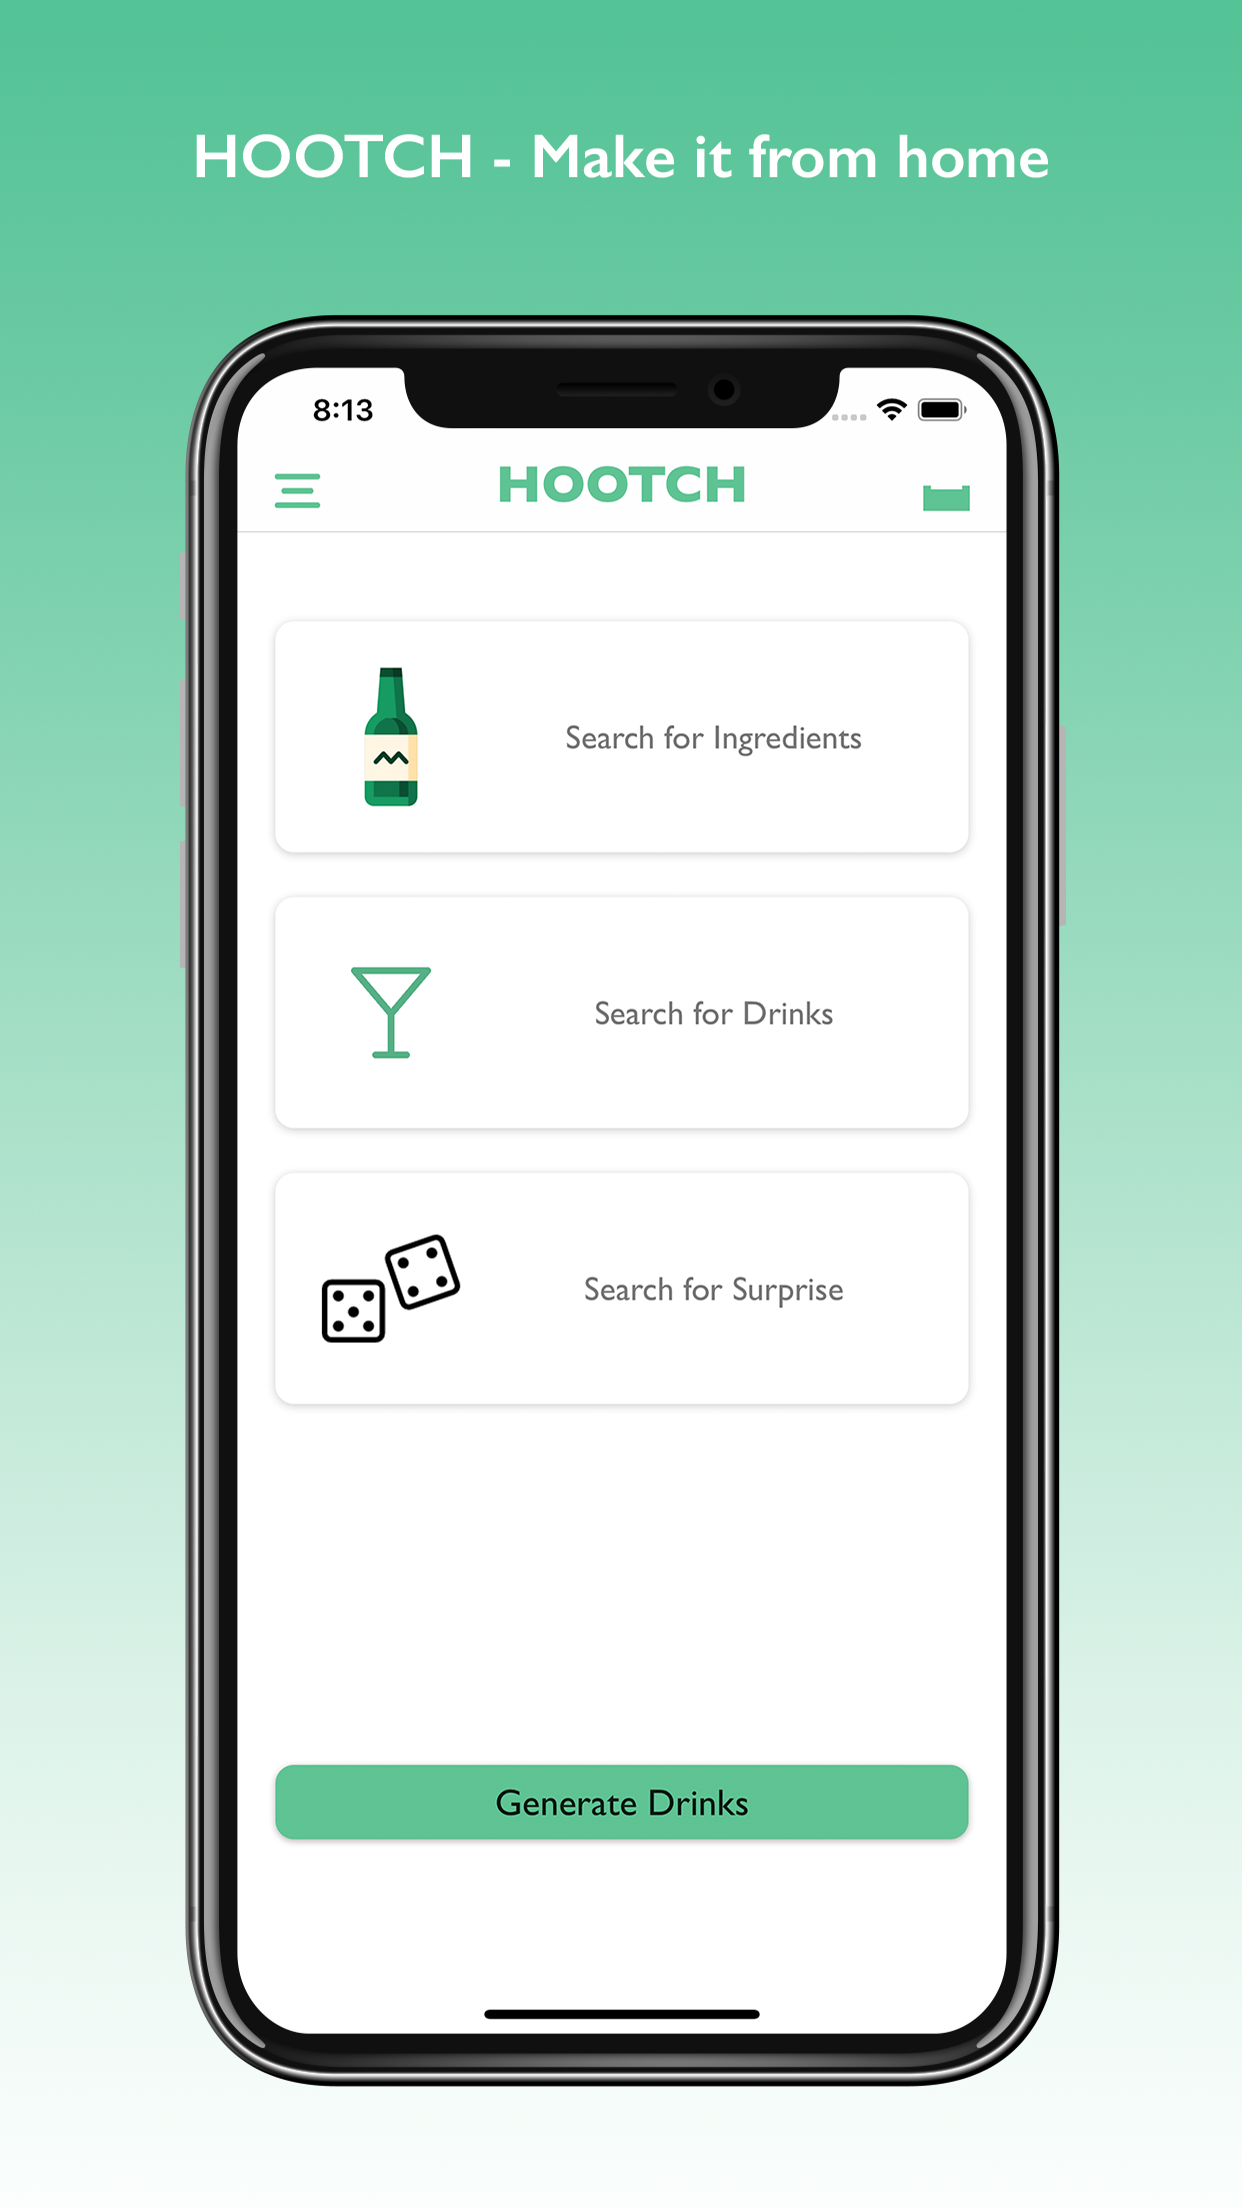 HOOTCH - Make it from home
8:13
HOOTCH
Search for Ingredients
Search for Drinks
Search for Surprise
Generate Drinks